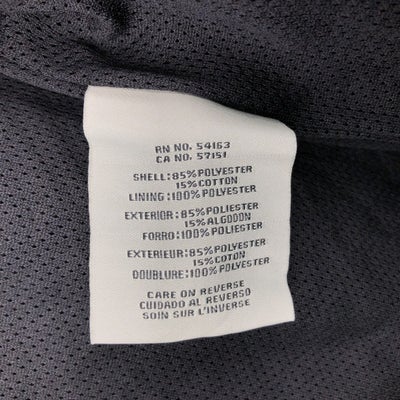 RN NO. 54163
CA NO. 57151
SHELL:85%POLYESTER
15%COTTON
LINING:100%POLYESTER
EXTERIOR:85%POLIESTER
15%ALGODON
FORRO:100%POLIESTER
EXTERIEUR:85%POLYESTER
15%COTON
DOUBLURE:100%POLYESTER
CARE ON REVERSE
CUIDADO AL REVERSO
SOIN SUR L'INVERSE